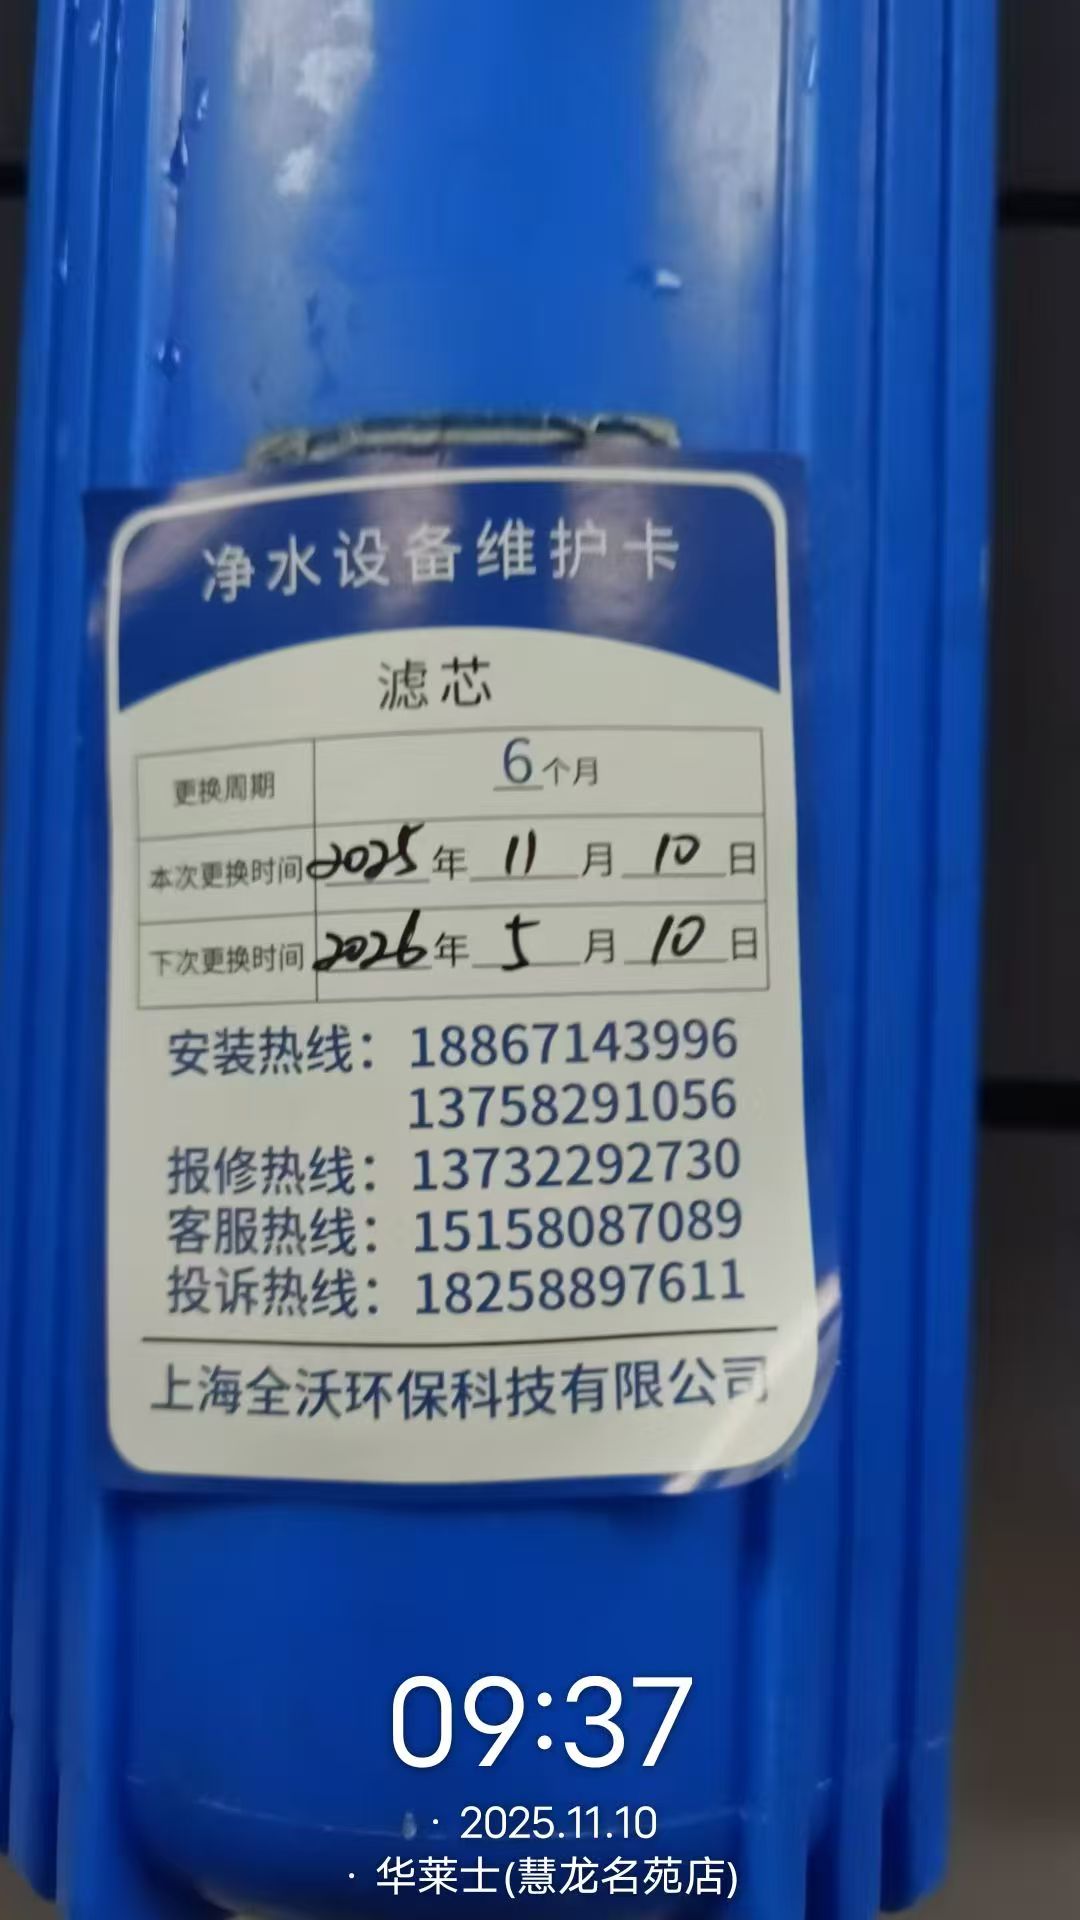 净水设备维护卡
滤芯
更换周期 6个月
本次更换时间 2025年 11 月 10 日
下次更换时间 2026年 5 月 10 日
安装热线：18867143996
13758291056
报修热线：13732292730
客服热线：15158087089
投诉热线：18258897611
上海全沃环保科技有限公司
09:37
· 2025.11.10
· 华莱士(慧龙名苑店)